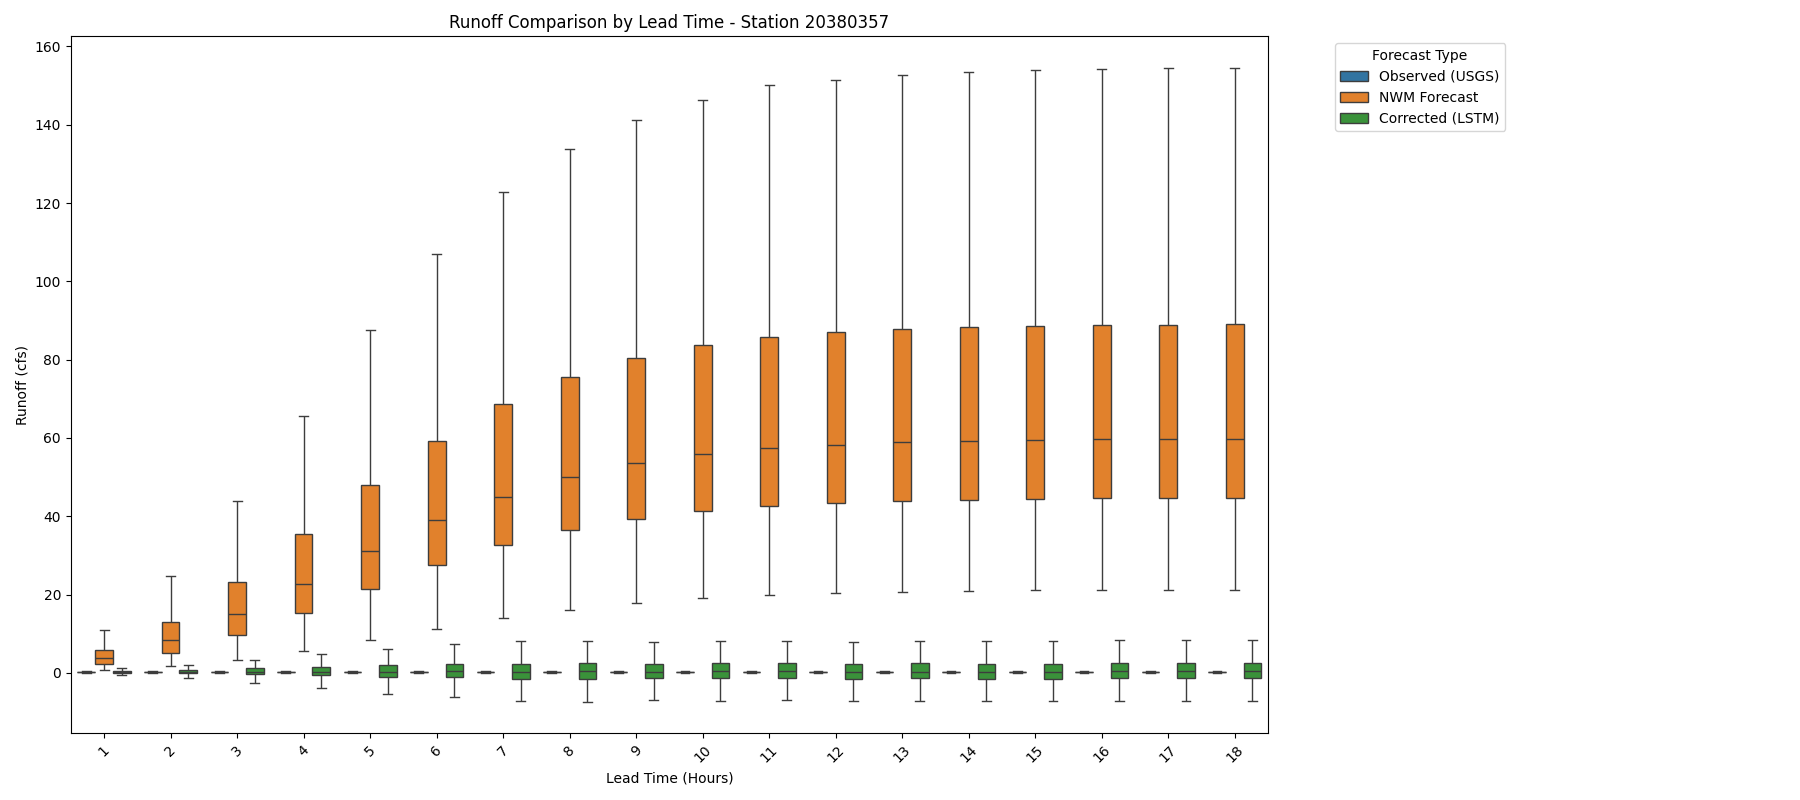 Runoff Comparison by Lead Time - Station 20380357
Forecast Type
Observed (USGS)
NWM Forecast
Corrected (LSTM)
160
140
120
100
80
60
40
20
0
Runoff (cfs)
1 2 3 4 5 6 7 8 9 10 11 12 13 14 15 16 17 18
Lead Time (Hours)